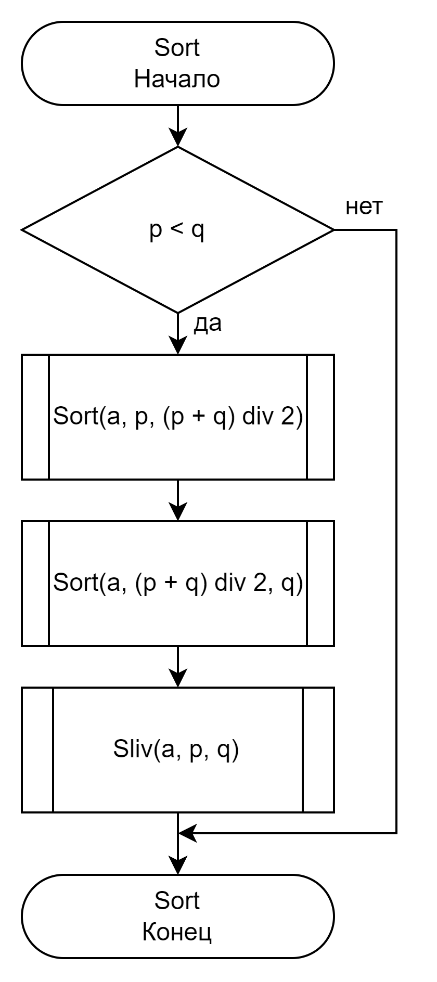 Sort
Начало
p < q
нет
да
Sort(a, p, (p + q) div 2)
Sort(a, (p + q) div 2, q)
Sliv(a, p, q)
Sort
Конец